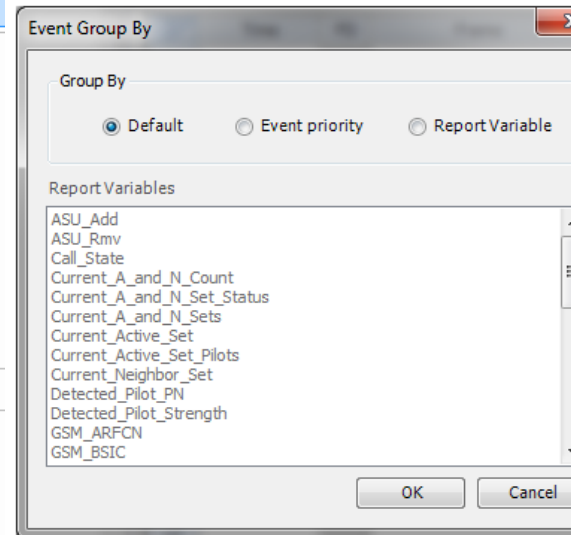 Event Group By
Group By
Default Event priority Report Variable
Report Variables
ASU_Add
ASU_Rmv
Call_State
Current_A_and_N_Count
Current_A_and_N_Set_Status
Current_A_and_N_Sets
Current_Active_Set
Current_Active_Set_Pilots
Current_Neighbor_Set
Detected_Pilot_PN
Detected_Pilot_Strength
GSM_ARFCN
GSM_BSIC
OK Cancel